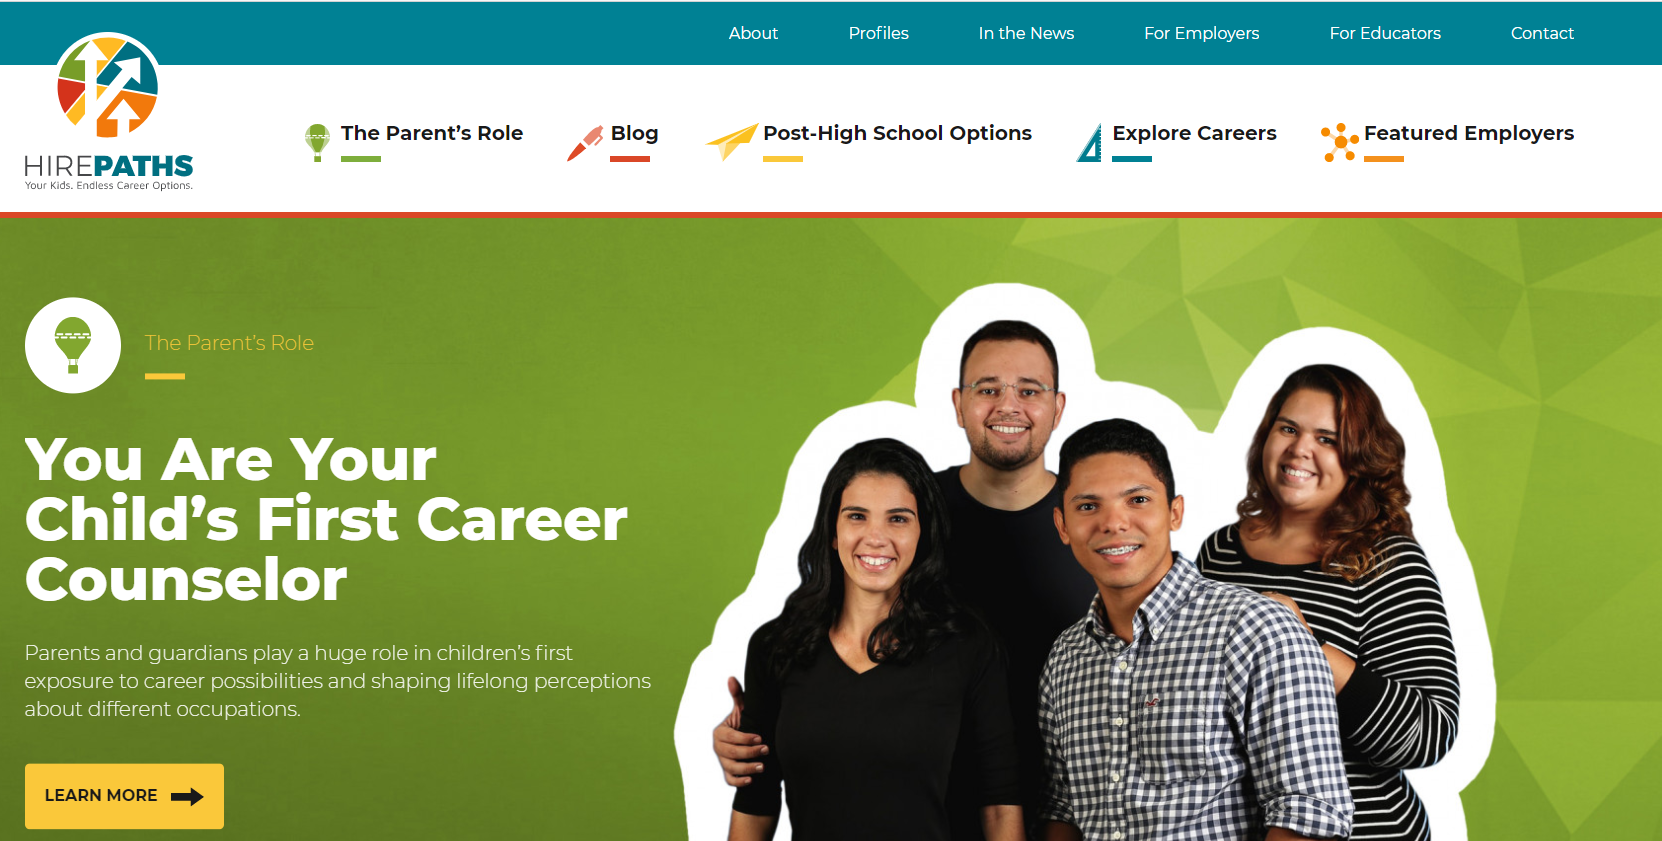 About
Profiles
In the News
For Employers
For Educators
Contact
HIREPATHS
Your Kids. Endless Career Options.
The Parent’s Role
Blog
Post-High School Options
Explore Careers
Featured Employers
The Parent’s Role
You Are Your
Child’s First Career
Counselor
Parents and guardians play a huge role in children’s first
exposure to career possibilities and shaping lifelong perceptions
about different occupations.
LEARN MORE